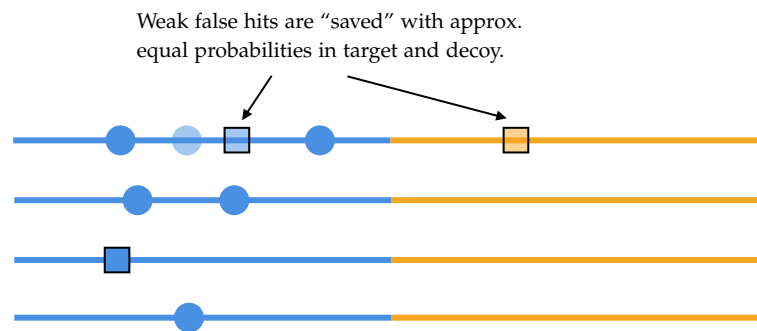 Weak false hits are “saved” with approx.
equal probabilities in target and decoy.